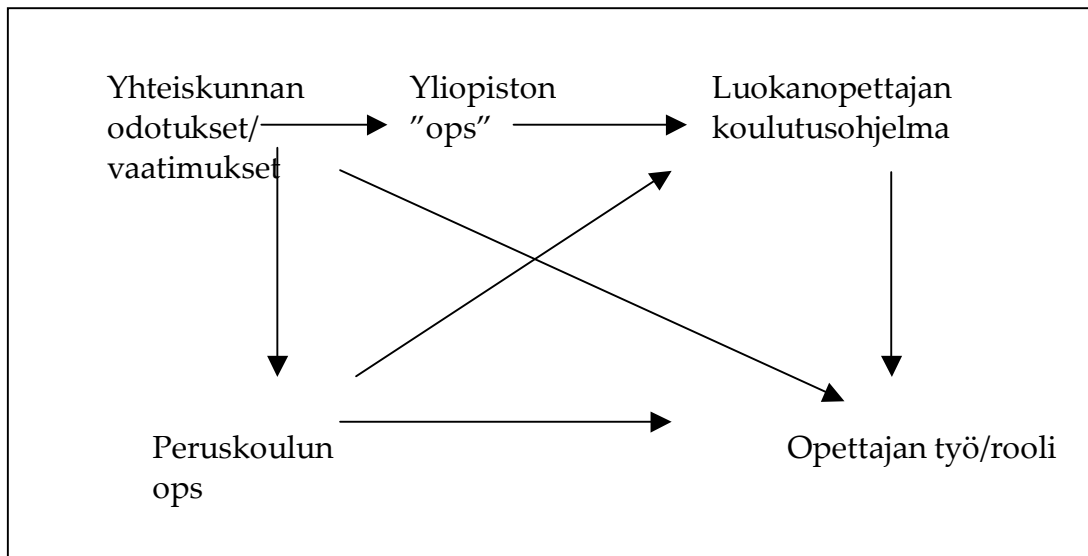 Yhteiskunnan
odotukset/
vaatimukset
Yliopiston
”ops”
Luokanopettajan
koulutusohjelma
Peruskoulun
ops
Opettajan työ/rooli